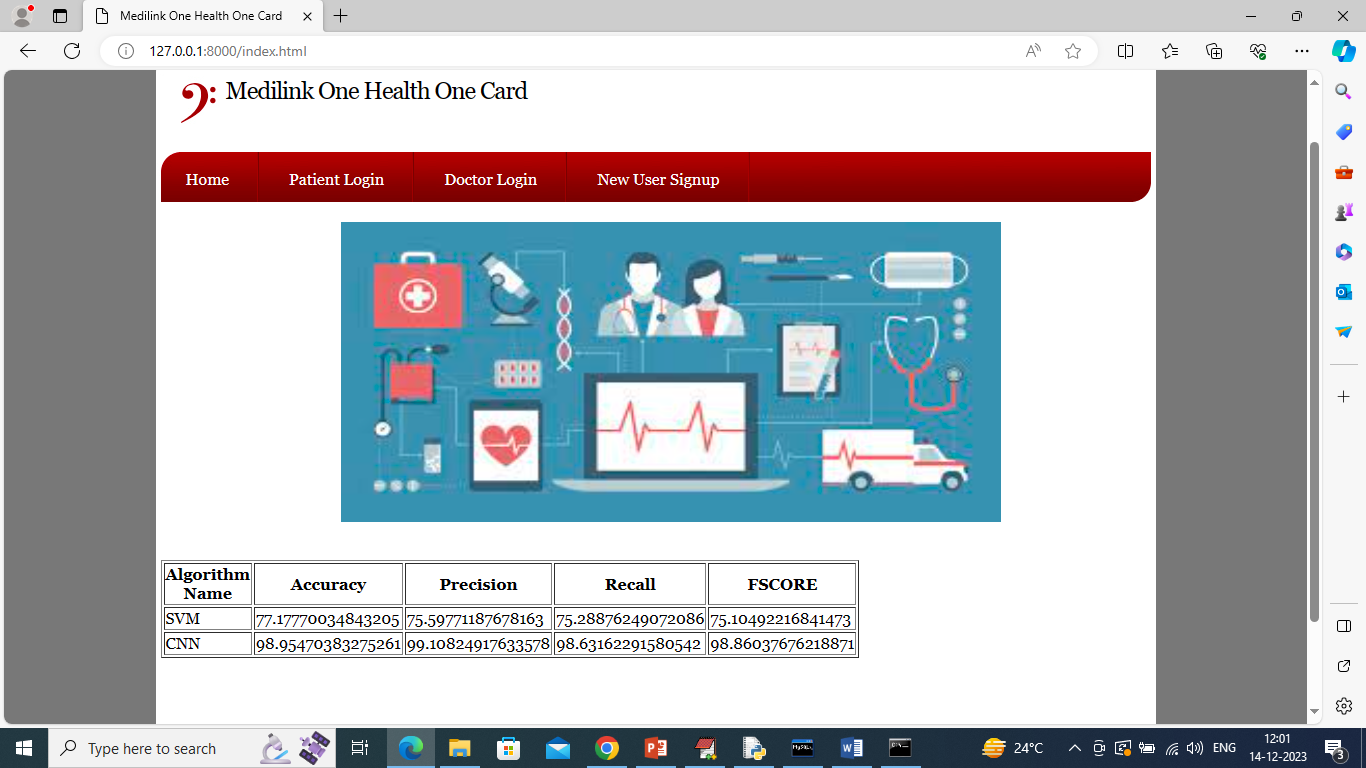 Medilink One Health One Card
127.0.0.1:8000/index.html
Medilink One Health One Card
Home Patient Login Doctor Login New User Signup
Algorithm Name Accuracy Precision Recall FSCORE
SVM 77.17770034843205 75.59771187678163 75.28876249072086 75.10492216841473
CNN 98.95470383275261 99.10824917633578 98.63162291580542 98.86037676218871
Type here to search
24°C
ENG
12:01
14-12-2023
3